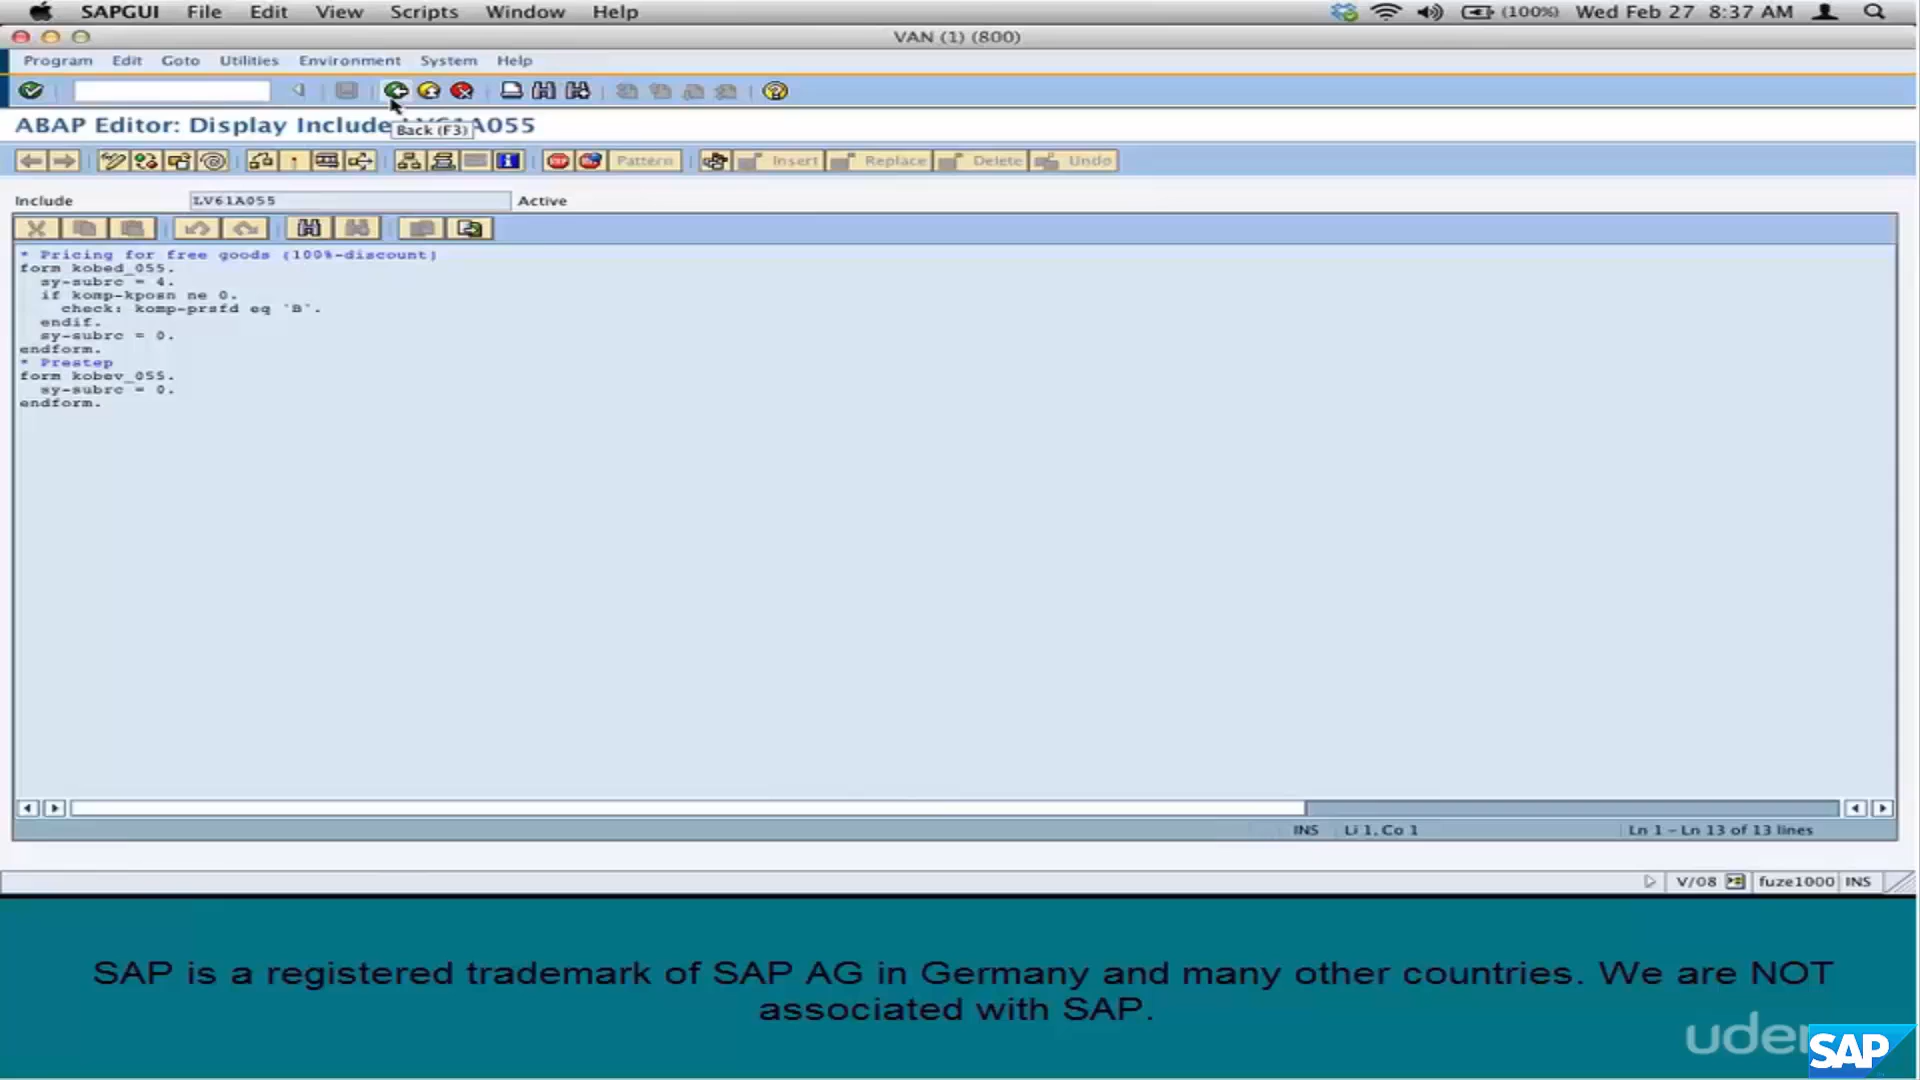 SAPGUI File Edit View Scripts Window Help (100%) Wed Feb 27 8:37 AM
VAN (1) (800)
Program Edit Goto Utilities Environment System Help
ABAP Editor: Display Include A055
Back (F3)
Pattern Insert Replace Delete Undo
Include LV61A055 Active
* Pricing for free goods (100%-discount)
form kobed_055.
sy-subrc = 4.
if komp-kposn ne 0.
check: komp-prsfd eq 'B'.
endif.
sy-subrc = 0.
endform.
* Prestep
form kobev_055.
sy-subrc = 0.
endform.
INS Li 1, Co 1 Ln 1 - Ln 13 of 13 lines
V/08 fuze1000 INS
SAP is a registered trademark of SAP AG in Germany and many other countries. We are NOT
associated with SAP.
SAP